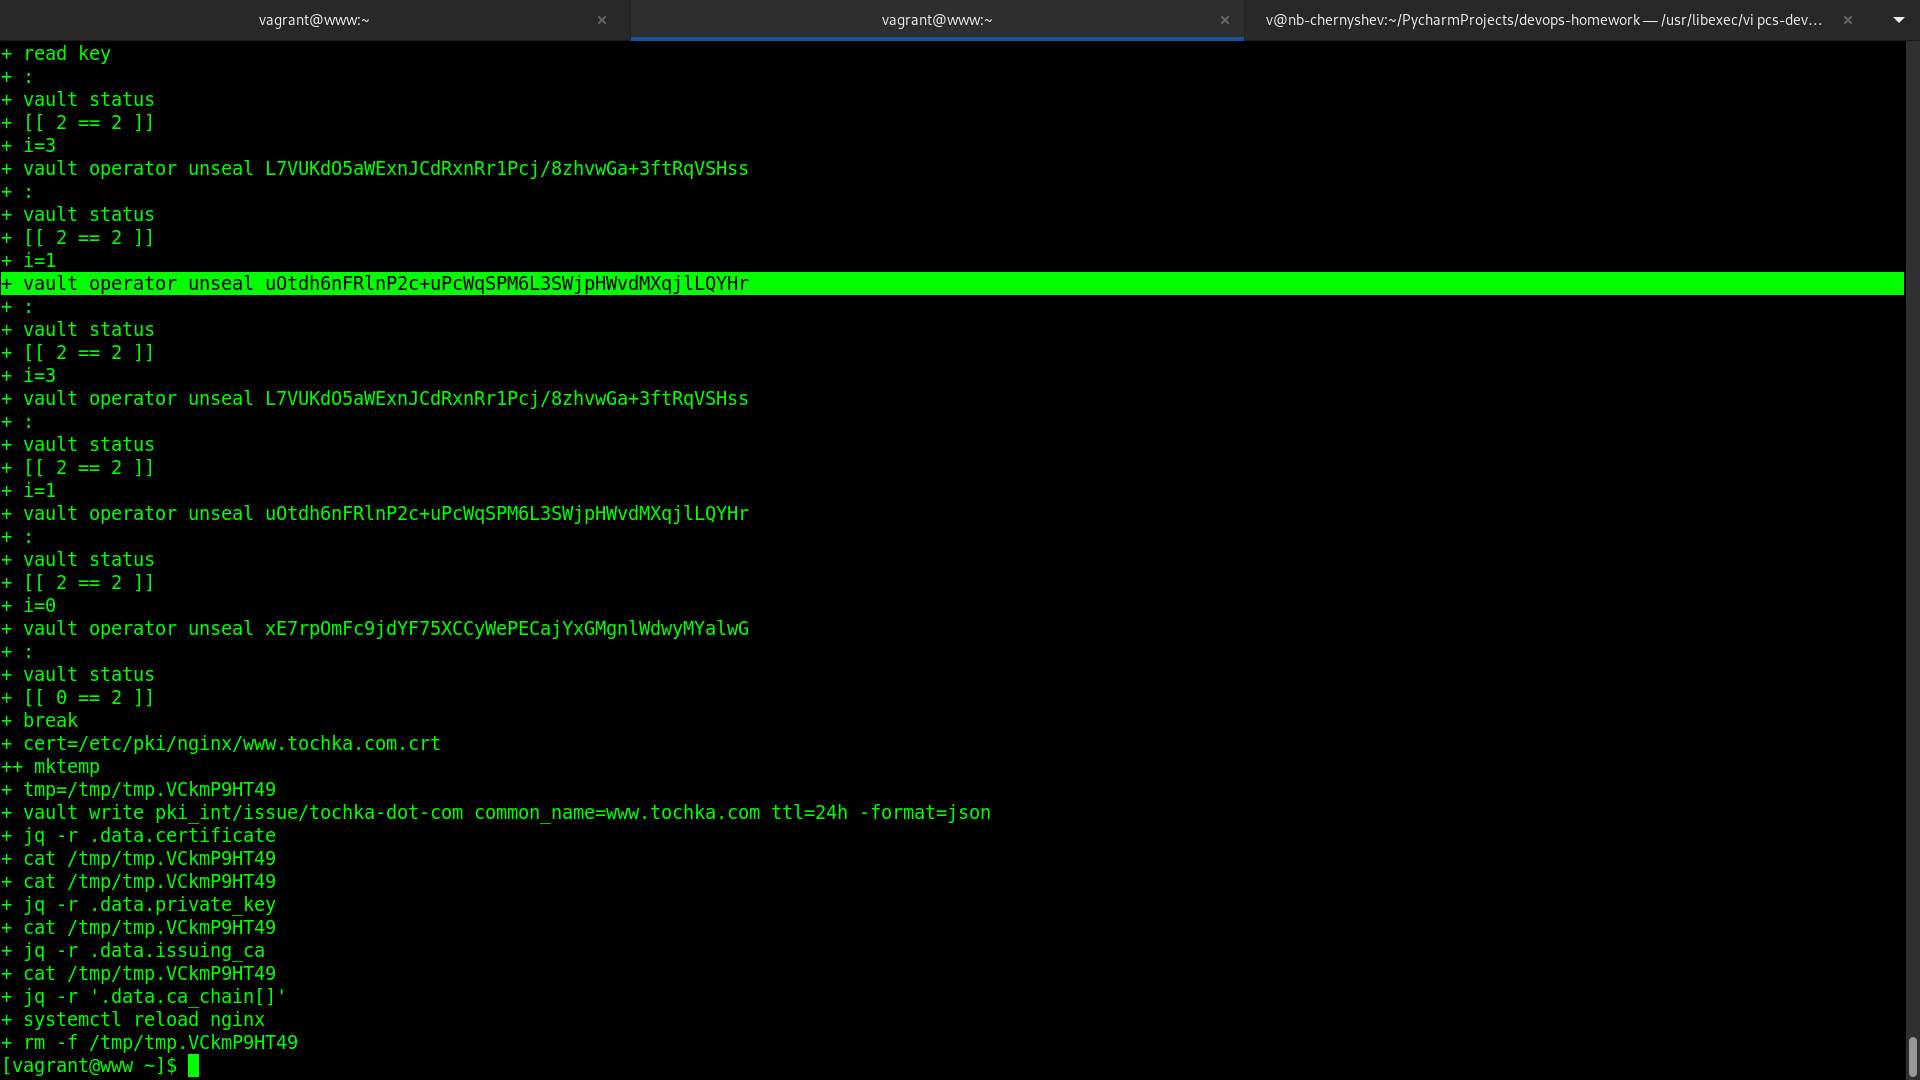 vagrant@www:~
vagrant@www:~
v@nb-chernyshev:~/PycharmProjects/devops-homework — /usr/libexec/vi pcs-dev…
+ read key
+ :
+ vault status
+ [[ 2 == 2 ]]
+ i=3
+ vault operator unseal L7VUKdO5aWExnJCdRxnRr1Pcj/8zhvwGa+3ftRqVSHss
+ :
+ vault status
+ [[ 2 == 2 ]]
+ i=1
+ vault operator unseal uOtdh6nFRlnP2c+uPcWqSPM6L3SWjpHWvdMXqjlLQYHr
+ :
+ vault status
+ [[ 2 == 2 ]]
+ i=3
+ vault operator unseal L7VUKdO5aWExnJCdRxnRr1Pcj/8zhvwGa+3ftRqVSHss
+ :
+ vault status
+ [[ 2 == 2 ]]
+ i=1
+ vault operator unseal uOtdh6nFRlnP2c+uPcWqSPM6L3SWjpHWvdMXqjlLQYHr
+ :
+ vault status
+ [[ 2 == 2 ]]
+ i=0
+ vault operator unseal xE7rpOmFc9jdYF75XCCyWePECajYxGMgnlWdwyMYalwG
+ :
+ vault status
+ [[ 0 == 2 ]]
+ break
+ cert=/etc/pki/nginx/www.tochka.com.crt
++ mktemp
+ tmp=/tmp/tmp.VCkmP9HT49
+ vault write pki_int/issue/tochka-dot-com common_name=www.tochka.com ttl=24h -format=json
+ jq -r .data.certificate
+ cat /tmp/tmp.VCkmP9HT49
+ cat /tmp/tmp.VCkmP9HT49
+ jq -r .data.private_key
+ cat /tmp/tmp.VCkmP9HT49
+ jq -r .data.issuing_ca
+ cat /tmp/tmp.VCkmP9HT49
+ jq -r '.data.ca_chain[]'
+ systemctl reload nginx
+ rm -f /tmp/tmp.VCkmP9HT49
[vagrant@www ~]$